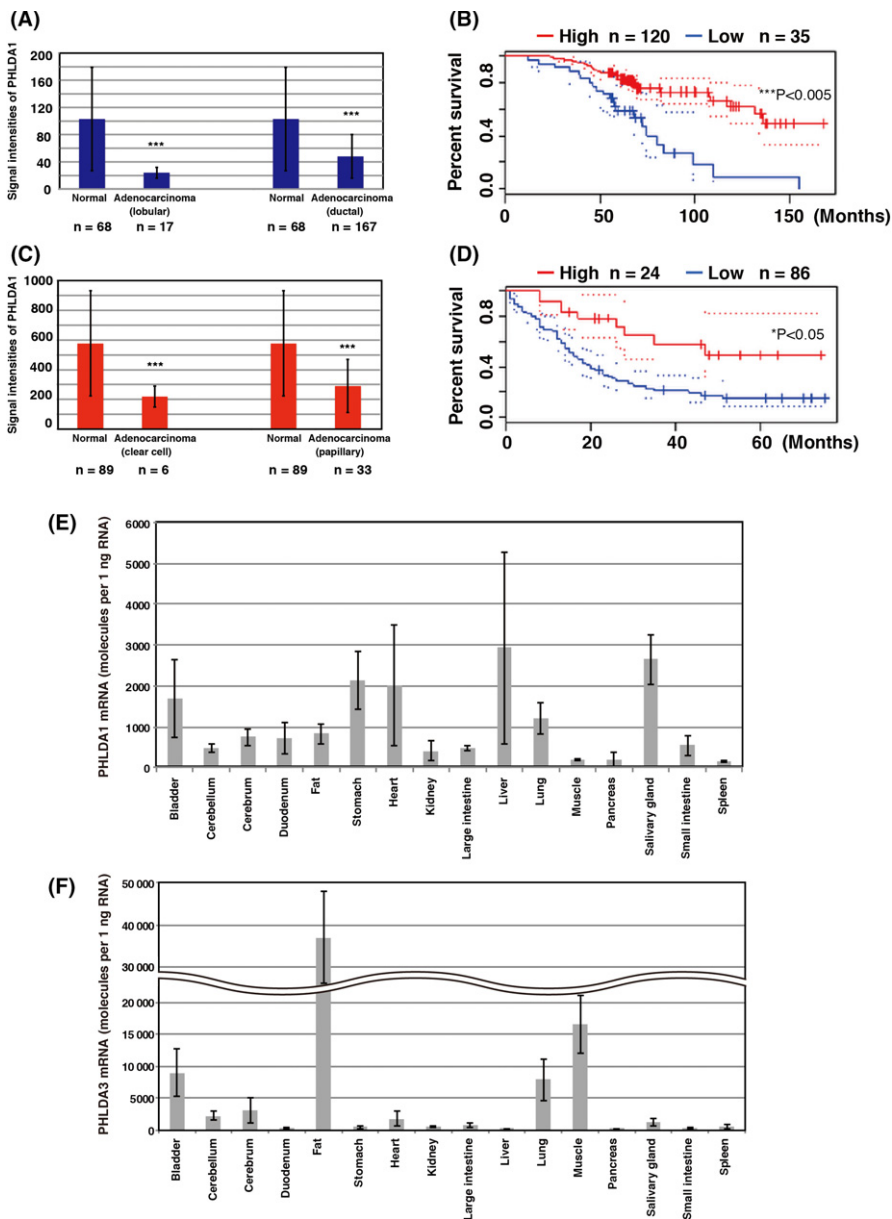 (A)
Signal intensities of PHLDA1
200
160
120
80
40
0
***
***
Normal Adenocarcinoma (lobular) Normal Adenocarcinoma (ductal)
n = 68 n = 17 n = 68 n = 167
(B)
High n = 120 Low n = 35
Percent survival
0.8
0.4
0.0
***P<0.005
0 50 100 150 (Months)
(C)
Signal intensities of PHLDA1
1000
800
600
400
200
0
***
***
Normal Adenocarcinoma (clear cell) Normal Adenocarcinoma (papillary)
n = 89 n = 6 n = 89 n = 33
(D)
High n = 24 Low n = 86
Percent survival
0.8
0.4
0.0
*P<0.05
0 20 40 60 (Months)
(E)
PHLDA1 mRNA (molecules per 1 ng RNA)
6000
5000
4000
3000
2000
1000
0
Bladder
Cerebellum
Cerebrum
Duodenum
Fat
Stomach
Heart
Kidney
Large intestine
Liver
Lung
Muscle
Pancreas
Salivary gland
Small intestine
Spleen
(F)
PHLDA3 mRNA (molecules per 1 ng RNA)
50 000
40 000
30 000
20 000
10 000
5000
0
Bladder
Cerebellum
Cerebrum
Duodenum
Fat
Stomach
Heart
Kidney
Large intestine
Liver
Lung
Muscle
Pancreas
Salivary gland
Small intestine
Spleen